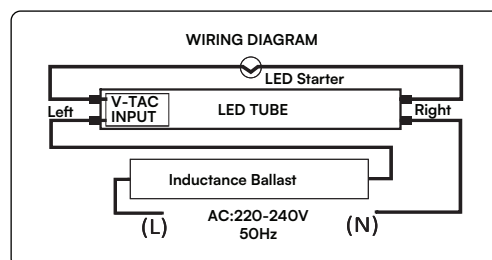 WIRING DIAGRAM
LED Starter
V-TAC
INPUT
LED TUBE
Left
Right
Inductance Ballast
(L)
AC:220-240V
50Hz
(N)